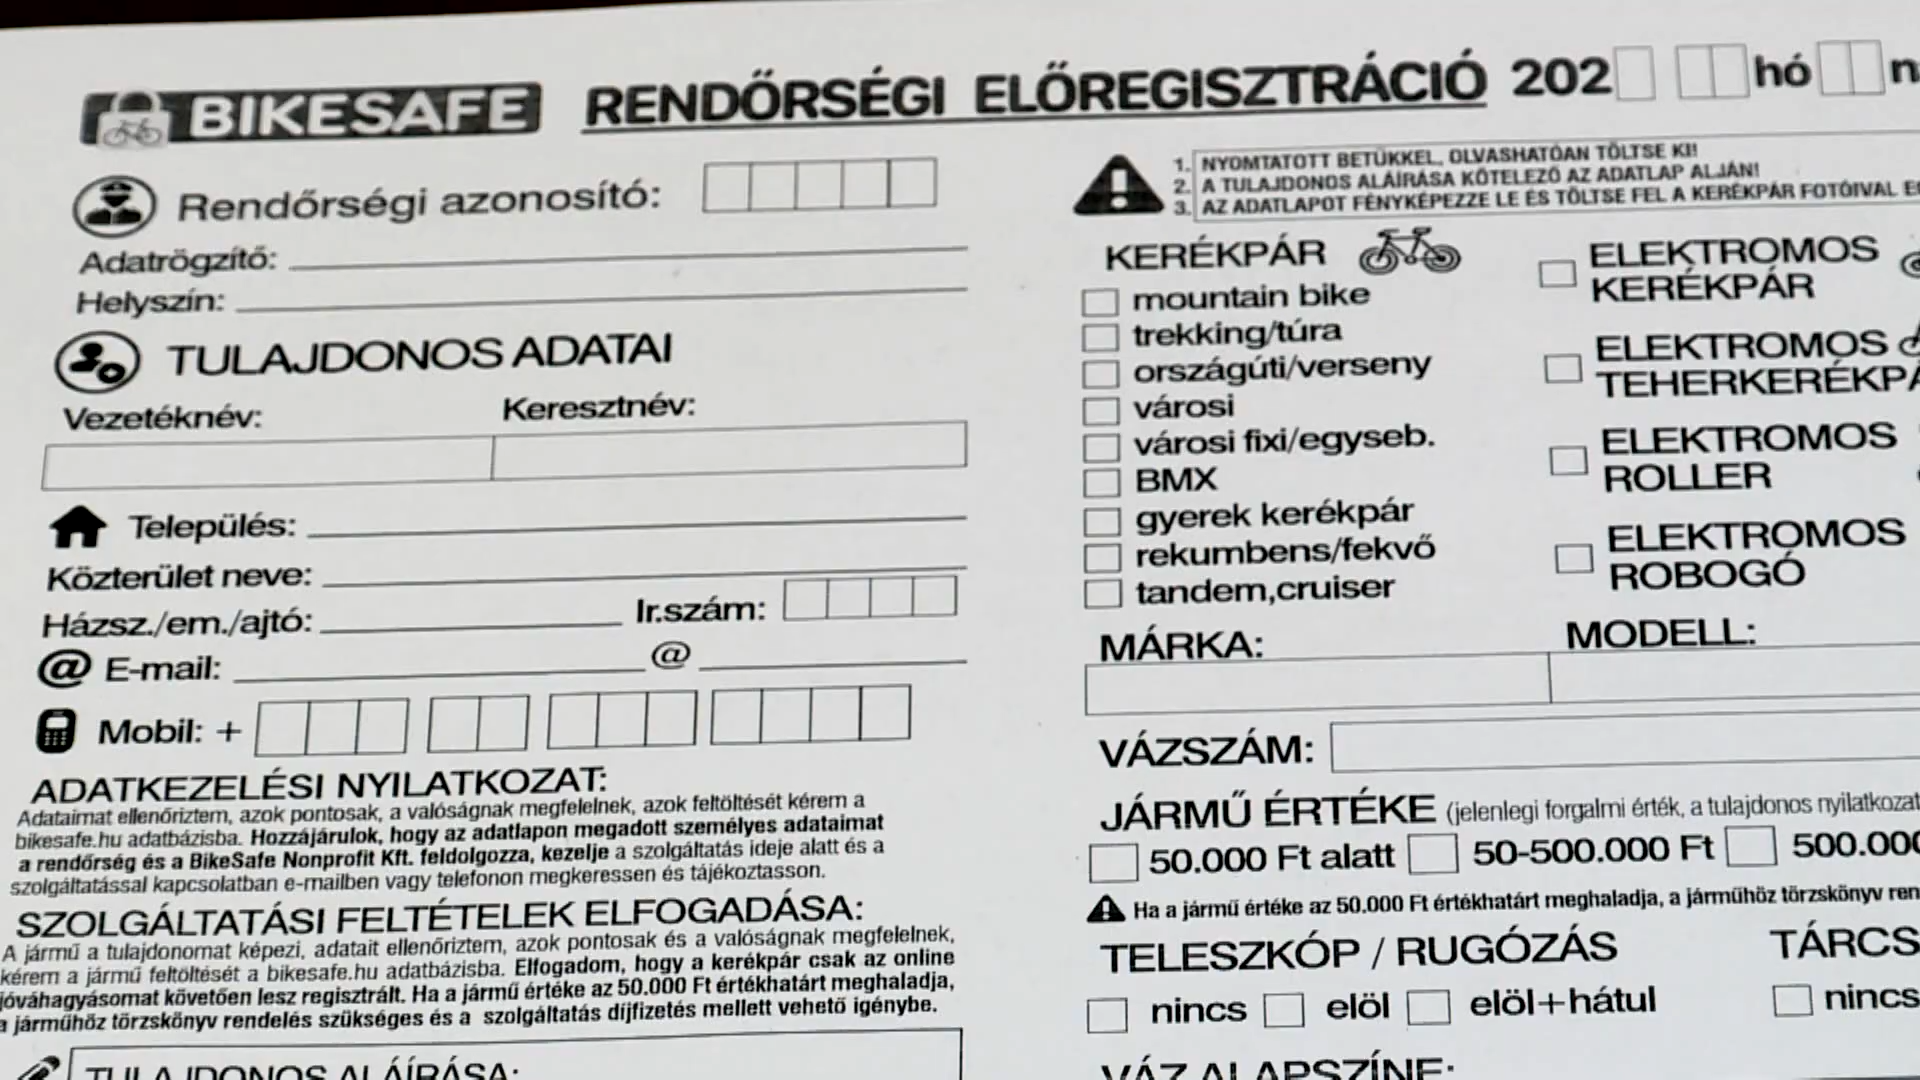 BIKESAFE RENDŐRSÉGI ELŐREGISZTRÁCIÓ 202 hó
Rendőrségi azonosító:
Adatrögzítő:
Helyszín:
TULAJDONOS ADATAI
Vezetéknév: Keresztnév:
Település:
Közterület neve:
Házsz./em./ajtó: Ir.szám:
@ E-mail: @
Mobil: +
ADATKEZELÉSI NYILATKOZAT:
Adataimat ellenőriztem, azok pontosak, a valóságnak megfelelnek, azok feltöltését kérem a
bikesafe.hu adatbázisba. Hozzájárulok, hogy az adatlapon megadott személyes adataimat
a rendőrség és a BikeSafe Nonprofit Kft. feldolgozza, kezelje a szolgáltatás ideje alatt és a
szolgáltatással kapcsolatban e-mailben vagy telefonon megkeressen és tájékoztasson.
SZOLGÁLTATÁSI FELTÉTELEK ELFOGADÁSA:
A jármű a tulajdonomat képezi, adatait ellenőriztem, azok pontosak és a valóságnak megfelelnek,
kérem a jármű feltöltését a bikesafe.hu adatbázisba. Elfogadom, hogy a kerékpár csak az online
jóváhagyásomat követően lesz regisztrált. Ha a jármű értéke az 50.000 Ft értékhatárt meghaladja,
a járműhöz törzskönyv rendelés szükséges és a szolgáltatás díjfizetés mellett vehető igénybe.
TULAJDONOS ALÁÍRÁSA:
1. NYOMTATOTT BETŰKKEL, OLVASHATÓAN TÖLTSE KI!
2. A TULAJDONOS ALÁÍRÁSA KÖTELEZŐ AZ ADATLAP ALJÁN!
3. AZ ADATLAPOT FÉNYKÉPEZZE LE ÉS TÖLTSE FEL A KERÉKPÁR FOTÓIVAL
KERÉKPÁR
mountain bike
trekking/túra
országúti/verseny
városi
városi fixi/egyseb.
BMX
gyerek kerékpár
rekumbens/fekvő
tandem,cruiser
ELEKTROMOS
KERÉKPÁR
ELEKTROMOS
TEHERKERÉKPÁ
ELEKTROMOS
ROLLER
ELEKTROMOS
ROBOGÓ
MÁRKA: MODELL:
VÁZSZÁM:
JÁRMŰ ÉRTÉKE (jelenlegi forgalmi érték, a tulajdonos nyilatkozat
50.000 Ft alatt 50-500.000 Ft 500.000
Ha a jármű értéke az 50.000 Ft értékhatárt meghaladja, a járműhöz törzskönyv ren
TELESZKÓP / RUGÓZÁS TÁRCS
nincs elöl elöl+hátul nincs
VÁZ ALAPSZÍNE: